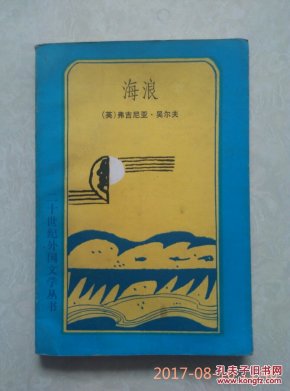 海浪
(英)弗吉尼亚·吴尔夫
二十世纪外国文学丛书
2017-08-
孔夫子旧书网